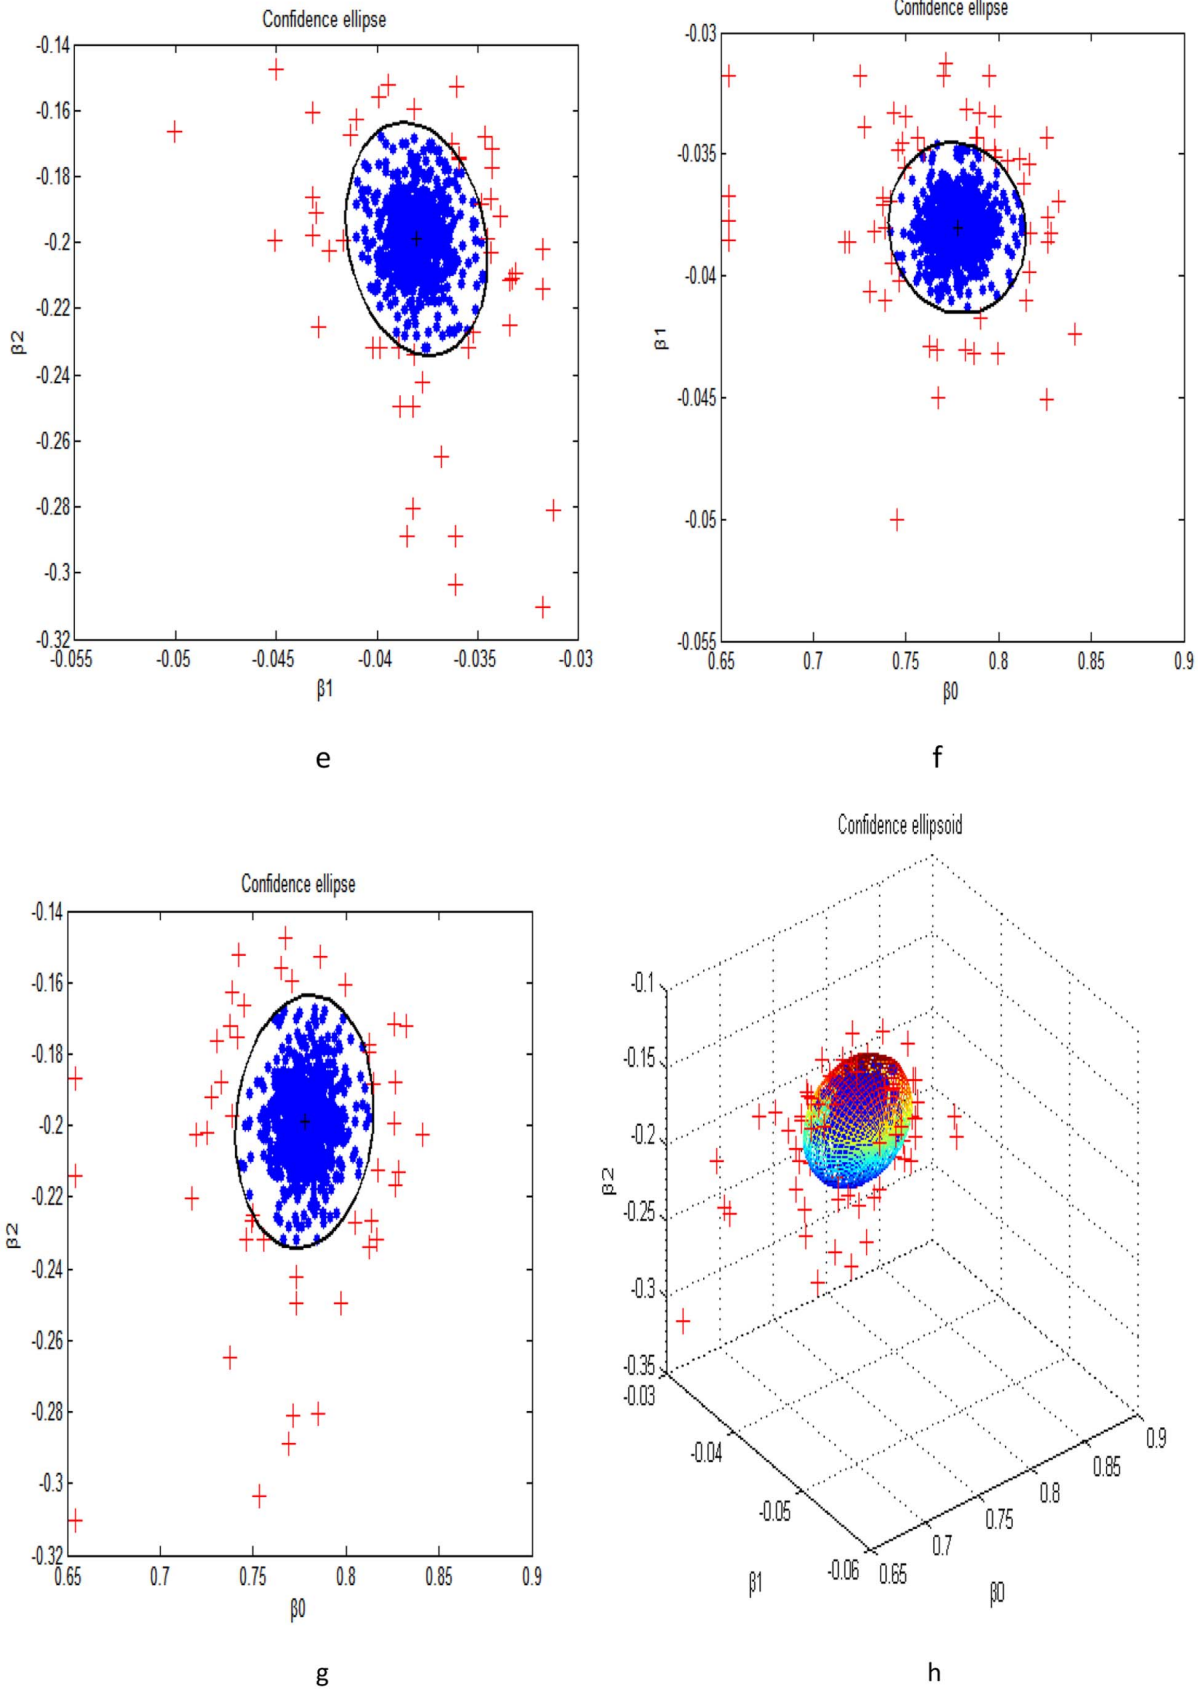 Confidence ellipse
-0.14
-0.16
-0.18
-0.2
-0.22
-0.24
-0.26
-0.28
-0.3
-0.32
β2
-0.055 -0.05 -0.045 -0.04 -0.035 -0.03
β1
e
Confidence ellipse
-0.03
-0.035
-0.04
-0.045
-0.05
-0.055
β1
0.65 0.7 0.75 0.8 0.85 0.9
β0
f
Confidence ellipse
-0.14
-0.16
-0.18
-0.2
-0.22
-0.24
-0.26
-0.28
-0.3
-0.32
β2
0.65 0.7 0.75 0.8 0.85 0.9
β0
g
Confidence ellipsoid
-0.1
-0.15
-0.2
-0.25
-0.3
-0.35
β2
-0.03
-0.04
-0.05
-0.06
β1
0.65
0.7
0.75
0.8
0.85
0.9
β0
h